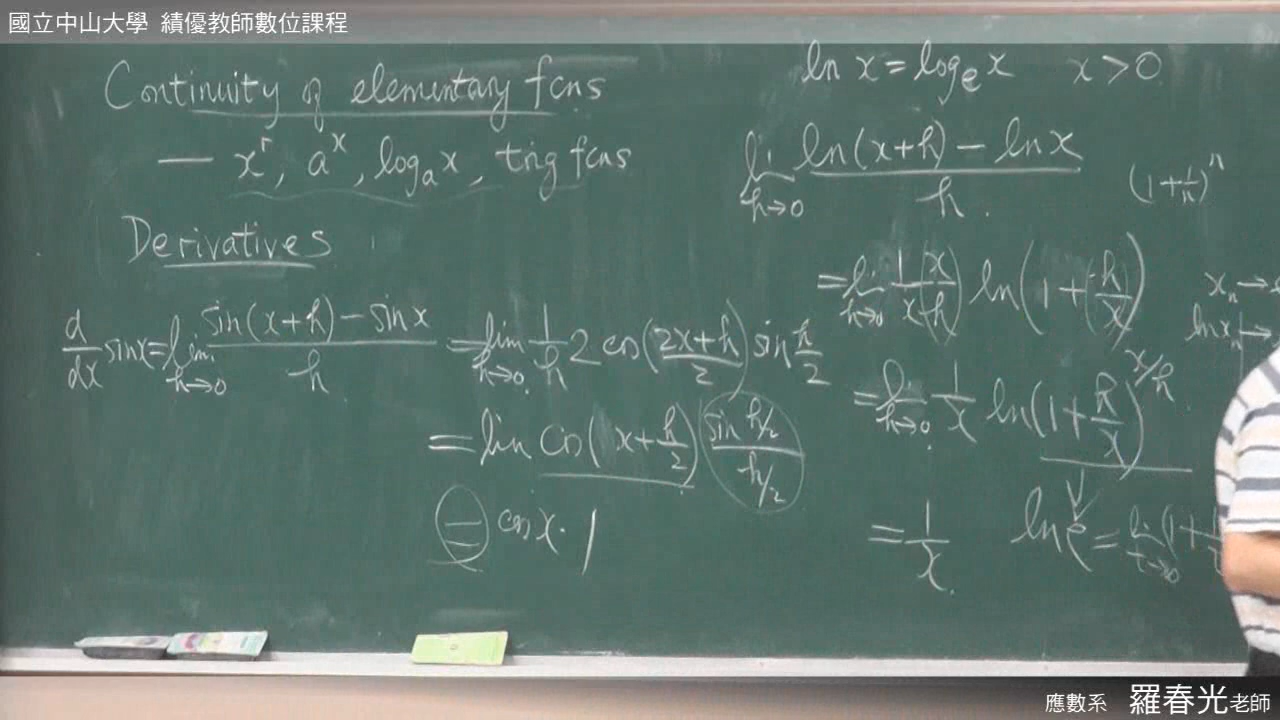 國立中山大學 績優教師數位課程
Continuity of elementary fcns
— x^r, a^x, log_a x, trig fcns
Derivatives
d/dx sin x = lim_{h→0} (sin(x+h) − sin x)/h = lim_{h→0} 1/h 2 cos((2x+h)/2) sin h/2
= lim cos(x + h/2) (sin h/2)/(h/2)
= cos x · 1
ln x = log_e x x > 0
lim_{h→0} (ln(x+h) − ln x)/h
(1 + 1/n)^n
= lim_{h→0} 1/x (x/h) ln(1 + (h/x))
x_n →
ln x_n →
= lim_{h→0} 1/x ln(1 + h/x)^{x/h}
= 1/x ln e = lim_{t→0} (1 +
應數系 羅春光老師